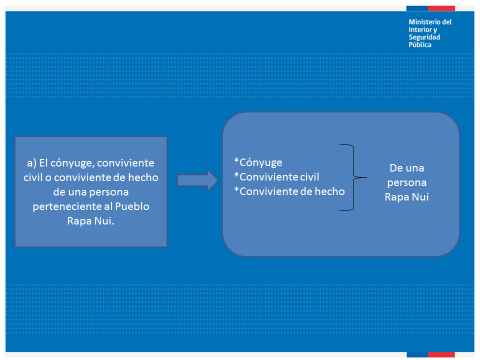 Ministerio del
Interior y
Seguridad
Pública
a) El cónyuge, conviviente
civil o conviviente de hecho
de una persona
perteneciente al Pueblo
Rapa Nui.
*Cónyuge
*Conviviente civil
*Conviviente de hecho
De una
persona
Rapa Nui